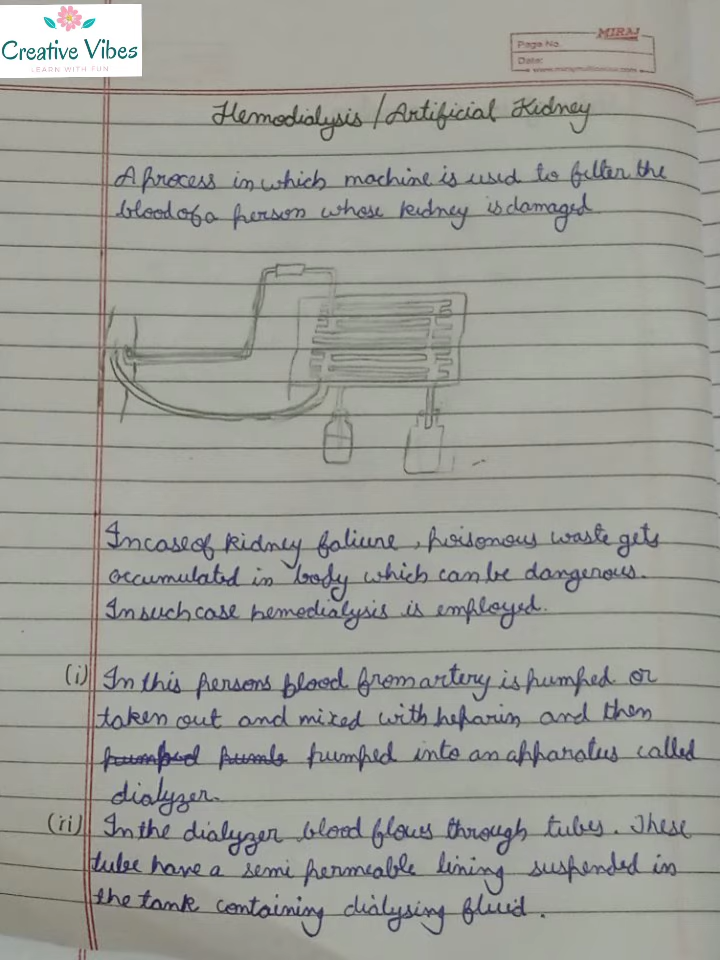 Creative Vibes
LEARN WITH FUN
MIRAJ
Page No.
Date:
Hemodialysis / Artificial Kidney
A process in which machine is used to filter the
blood of a person whose kidney is damaged
In case of kidney faliure, poisonous waste gets
accumulated in body which can be dangerous.
In such case hemodialysis is employed.
(i) In this persons blood from artery is pumped or
taken out and mixed with heparin and then
pumped into an apparatus called
dialyzer.
(ii) In the dialyzer blood flows through tubes. These
tube have a semi permeable lining suspended in
the tank containing dialysing fluid.